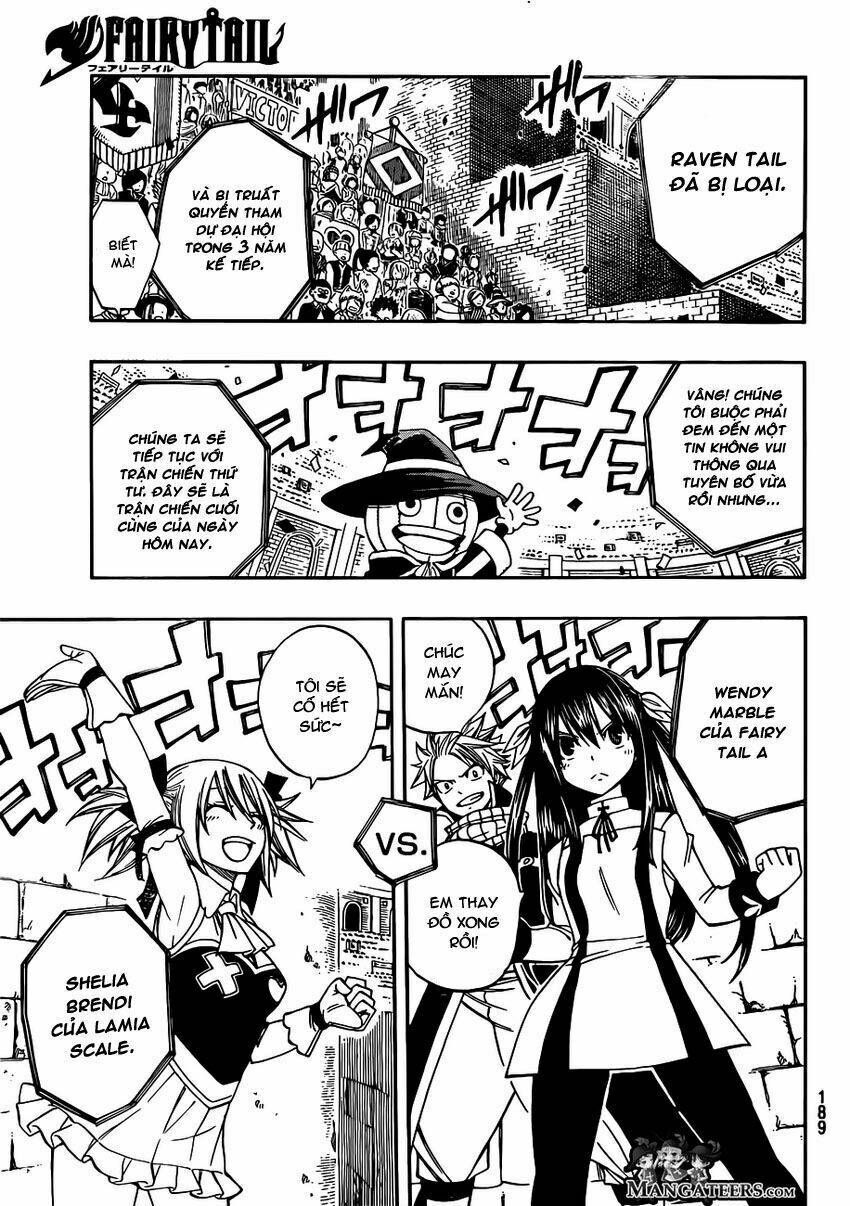 FAIRY TAIL
フェアリーテイル
VICTOR
RAVEN TAIL
ĐÃ BỊ LOẠI.
VÀ BỊ TRUẤT
QUYỀN THAM
DỰ ĐẠI HỘI
TRONG 3 NĂM
KẾ TIẾP.
BIẾT
MÀ!
VÂNG! CHÚNG
TÔI BUỘC PHẢI
ĐEM ĐẾN MỘT
TIN KHÔNG VUI
THÔNG QUA
TUYÊN BỐ VỪA
RỒI NHƯNG...
CHÚNG TA SẼ
TIẾP TỤC VỚI
TRẬN CHIẾN THỨ
TƯ. ĐÂY SẼ LÀ
TRẬN CHIẾN CUỐI
CÙNG CỦA NGÀY
HÔM NAY.
WENDY
MARBLE
CỦA FAIRY
TAIL A
CHÚC
MAY
MẮN!
EM THAY
ĐỒ XONG
RỒI!
VS.
TÔI SẼ
CỐ HẾT
SỨC~
SHELIA
BRENDI
CỦA LAMIA
SCALE.
189
MANGATEERS.COM